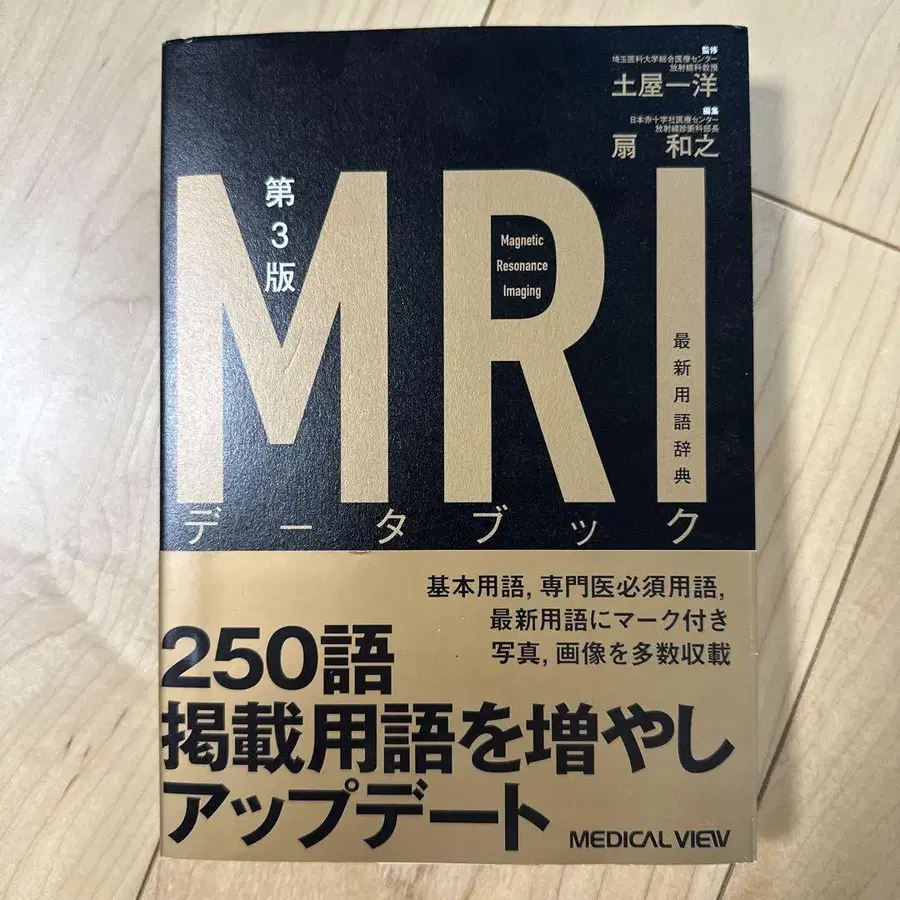 監修
埼玉医科大学総合医療センター
放射線科教授
土屋一洋
編集
日本赤十字社医療センター
放射線診断科部長
扇 和之
第3版
MRI
Magnetic
Resonance
Imaging
最新用語辞典
データブック
基本用語, 専門医必須用語,
最新用語にマーク付き
写真, 画像を多数収載
250語
掲載用語を増やし
アップデート
MEDICAL VIEW